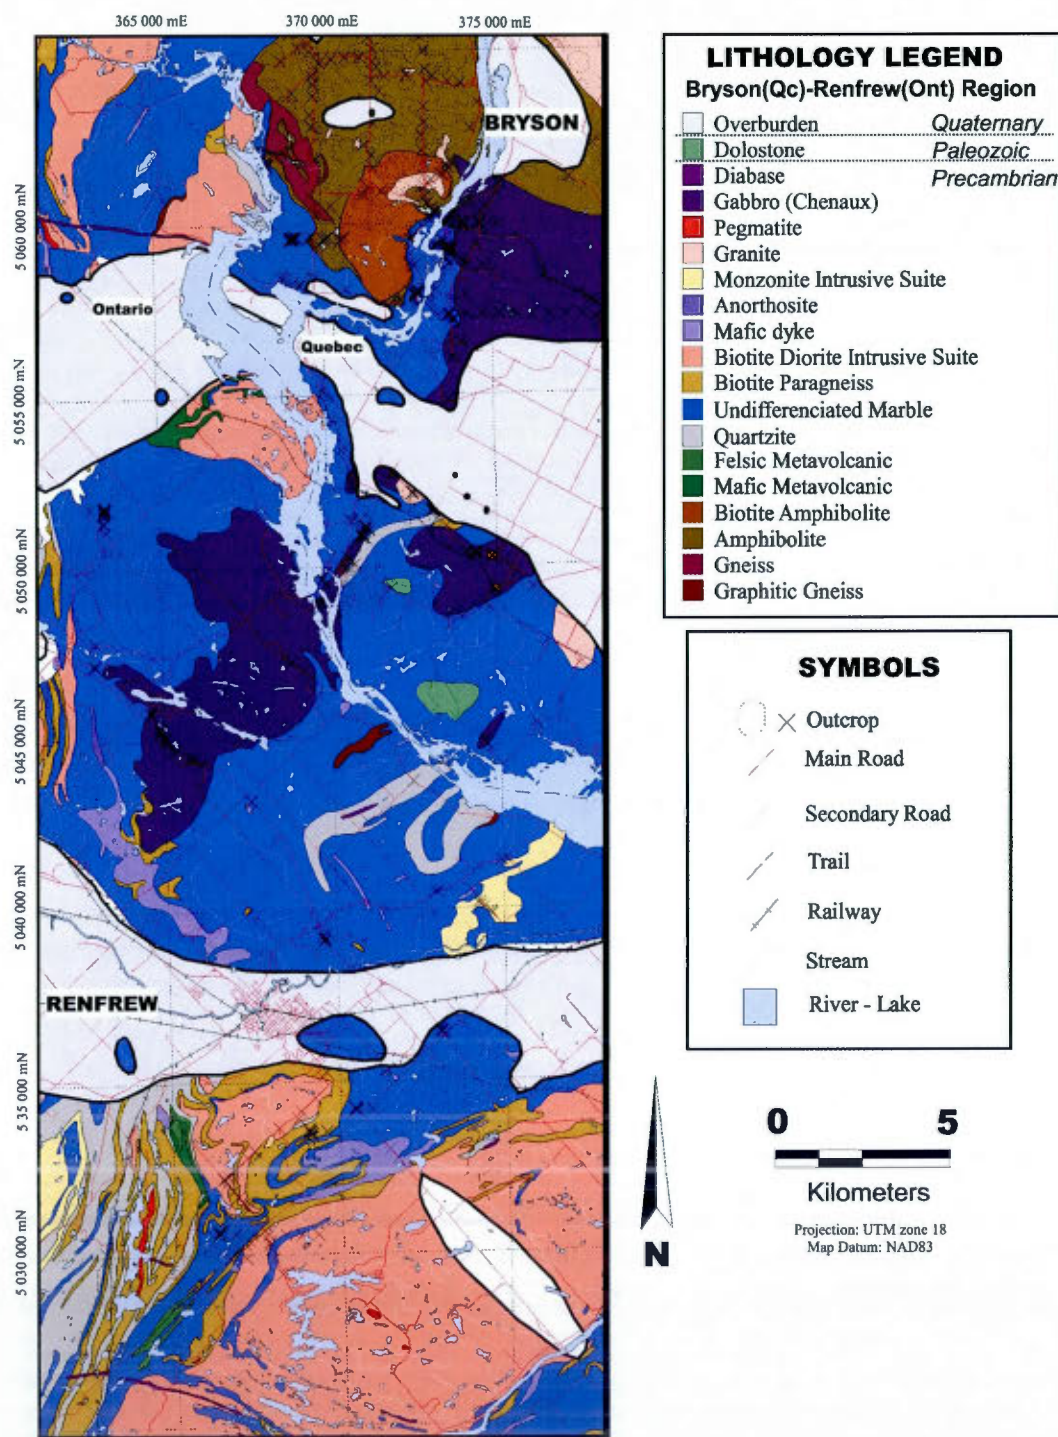 365 000 mE 370 000 mE 375 000 mE
5 060 000 mN
5 055 000 mN
5 050 000 mN
5 045 000 mN
5 040 000 mN
5 35 000 mN
5 030 000 mN
BRYSON
Ontario
Quebec
RENFREW
LITHOLOGY LEGEND
Bryson(Qc)-Renfrew(Ont) Region
Overburden Quaternary
Dolostone Paleozoic
Diabase Precambrian
Gabbro (Chenaux)
Pegmatite
Granite
Monzonite Intrusive Suite
Anorthosite
Mafic dyke
Biotite Diorite Intrusive Suite
Biotite Paragneiss
Undifferenciated Marble
Quartzite
Felsic Metavolcanic
Mafic Metavolcanic
Biotite Amphibolite
Amphibolite
Gneiss
Graphitic Gneiss
SYMBOLS
Outcrop
Main Road
Secondary Road
Trail
Railway
Stream
River - Lake
N
0 5
Kilometers
Projection: UTM zone 18
Map Datum: NAD83